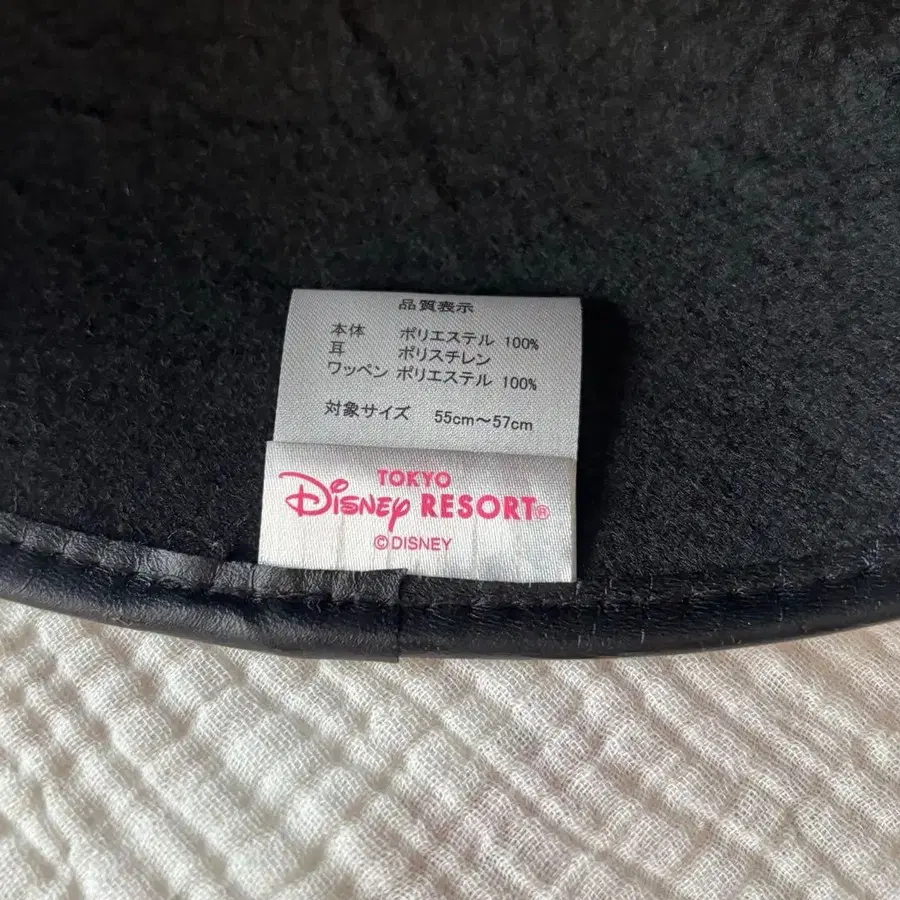 品質表示
本体 ポリエステル 100%
耳 ポリスチレン
ワッペン ポリエステル 100%
対象サイズ 55cm～57cm
TOKYO
Disney RESORT®
©DISNEY